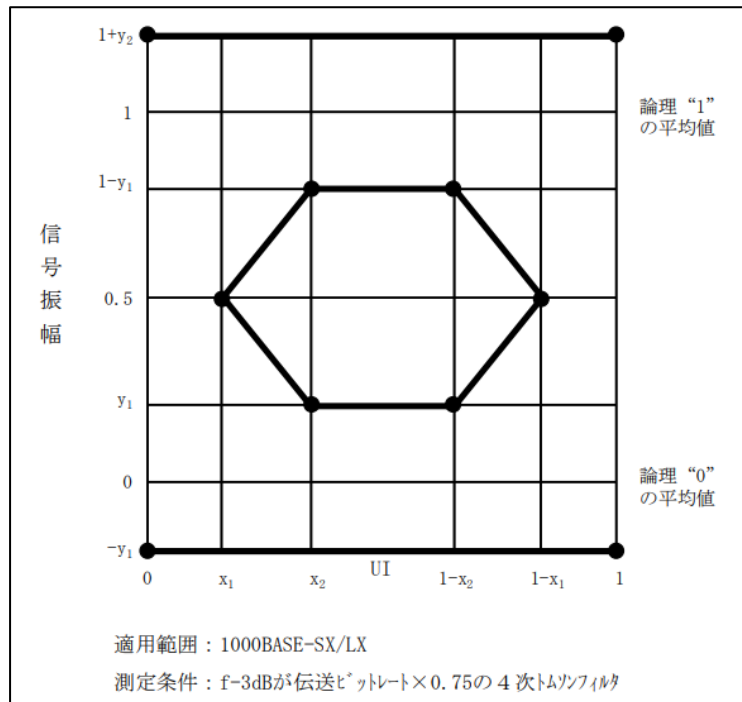 1+y₂
1
論理 “1”
の平均値
1-y₁
信号振幅
0.5
y₁
0
論理 “0”
の平均値
-y₁
0 x₁ x₂ UI 1-x₂ 1-x₁ 1
適用範囲：1000BASE-SX/LX
測定条件：f-3dBが伝送ﾋﾞｯﾄﾚｰﾄ×0.75の４次ﾄﾑｿﾝﾌｨﾙﾀ